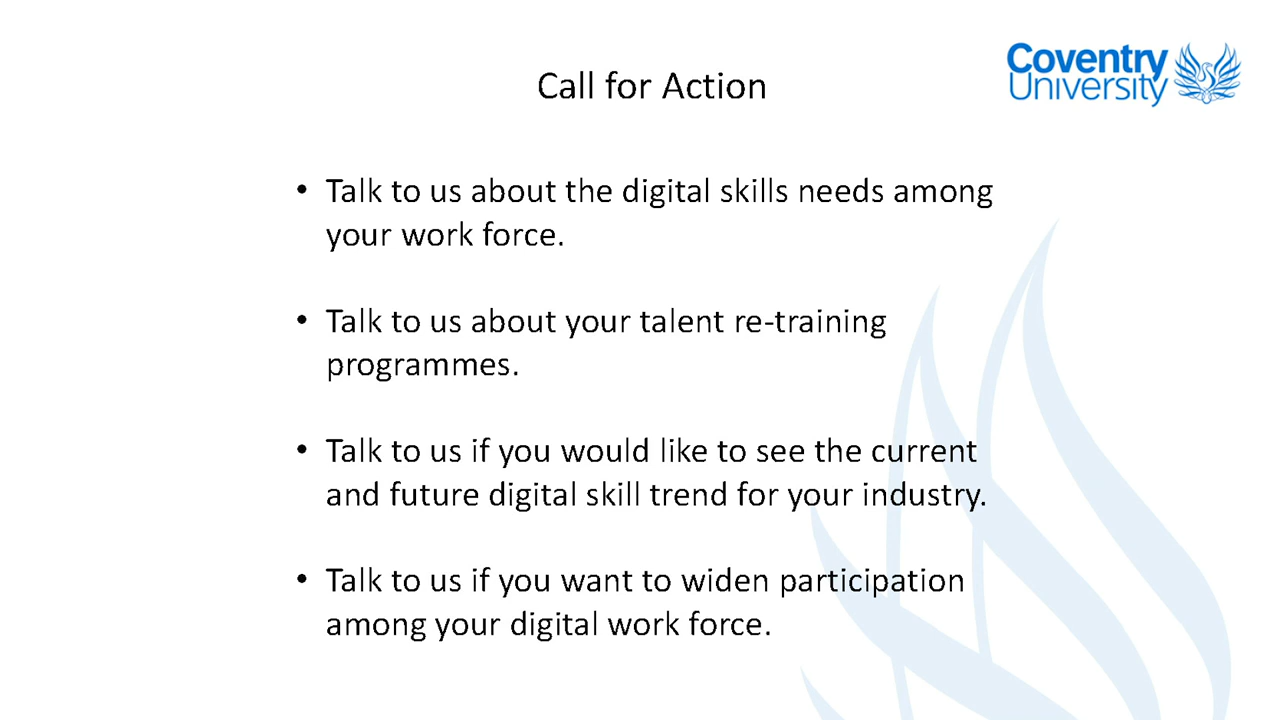 Call for Action
Coventry
University
• Talk to us about the digital skills needs among
your work force.
• Talk to us about your talent re-training
programmes.
• Talk to us if you would like to see the current
and future digital skill trend for your industry.
• Talk to us if you want to widen participation
among your digital work force.